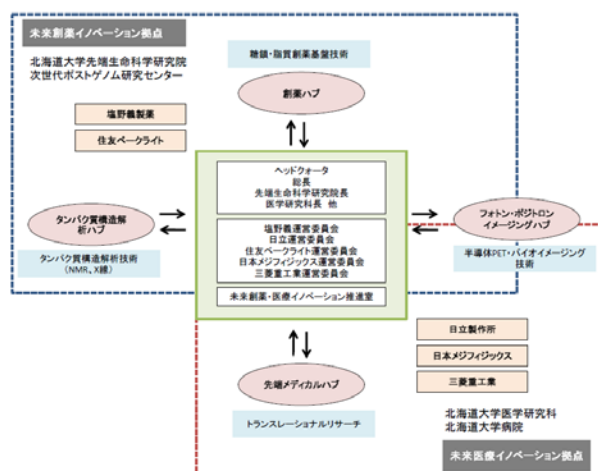 未来創薬イノベーション拠点
北海道大学先端生命科学研究院
次世代ポストゲノム研究センター
塩野義製薬
住友ベークライト
糖鎖・脂質創薬基盤技術
創薬ハブ
ヘッドクォータ
総長
先端生命科学研究院長
医学研究科長 他
塩野義運営委員会
日立運営委員会
住友ベークライト運営委員会
日本メジフィジックス運営委員会
三菱重工業運営委員会
未来創薬・医療イノベーション推進室
タンパク質構造解
析ハブ
タンパク質構造解析技術
(NMR、X線)
フォトン・ポジトロン
イメージングハブ
半導体PET・バイオイメージング
技術
先端メディカルハブ
トランスレーショナルリサーチ
日立製作所
日本メジフィジックス
三菱重工業
北海道大学医学研究科
北海道大学病院
未来医療イノベーション拠点